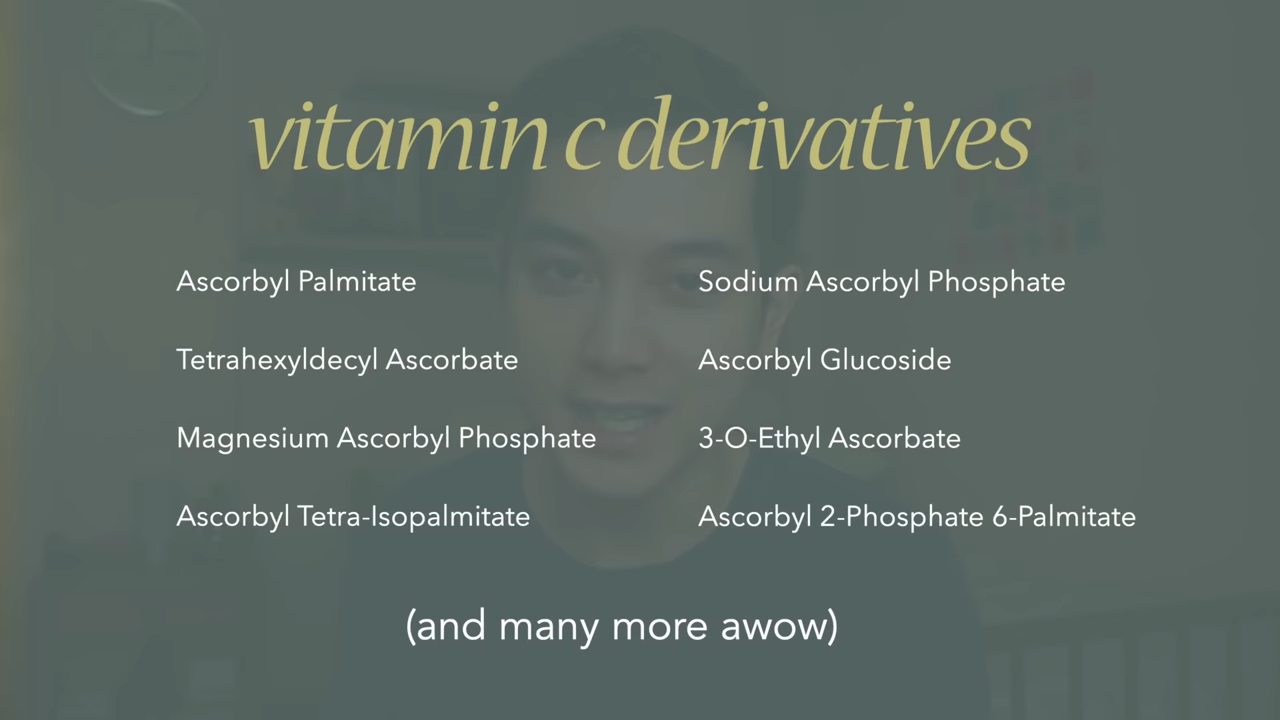 vitamin c derivatives
Ascorbyl Palmitate
Tetrahexyldecyl Ascorbate
Magnesium Ascorbyl Phosphate
Ascorbyl Tetra-Isopalmitate
Sodium Ascorbyl Phosphate
Ascorbyl Glucoside
3-O-Ethyl Ascorbate
Ascorbyl 2-Phosphate 6-Palmitate
(and many more awow)